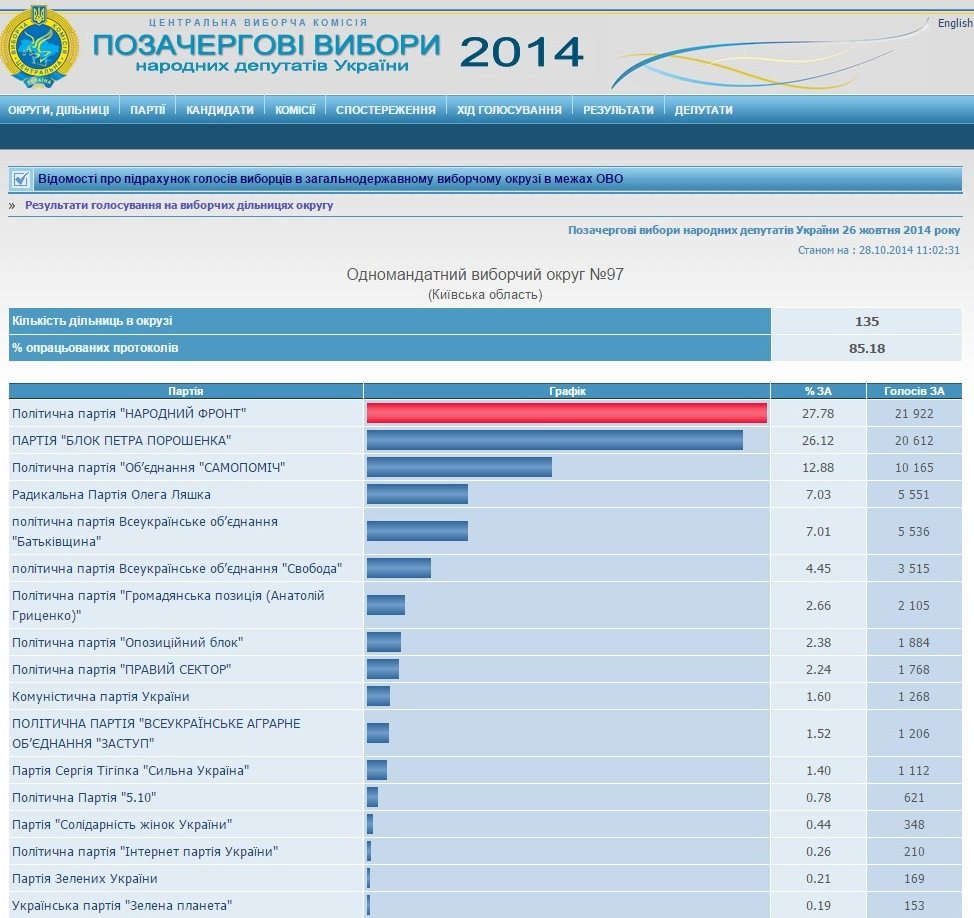 English
ЦЕНТРАЛЬНА ВИБОРЧА КОМІСІЯ
ПОЗАЧЕРГОВІ ВИБОРИ 2014
народних депутатів України
ОКРУГИ, ДІЛЬНИЦІ ПАРТІЇ КАНДИДАТИ КОМІСІЇ СПОСТЕРЕЖЕННЯ ХІД ГОЛОСУВАННЯ РЕЗУЛЬТАТИ ДЕПУТАТИ
Відомості про підрахунок голосів виборців в загальнодержавному виборчому окрузі в межах ОВО
» Результати голосування на виборчих дільницях округу
Позачергові вибори народних депутатів України 26 жовтня 2014 року
Станом на : 28.10.2014 11:02:31
Одномандатний виборчий округ №97
(Київська область)
Кількість дільниць в окрузі 135
% опрацьованих протоколів 85.18
Партія Графік % ЗА Голосів ЗА
Політична партія "НАРОДНИЙ ФРОНТ" 27.78 21 922
ПАРТІЯ "БЛОК ПЕТРА ПОРОШЕНКА" 26.12 20 612
Політична партія "Об’єднання "САМОПОМІЧ" 12.88 10 165
Радикальна Партія Олега Ляшка 7.03 5 551
політична партія Всеукраїнське об’єднання
"Батьківщина" 7.01 5 536
політична партія Всеукраїнське об’єднання "Свобода" 4.45 3 515
Політична партія "Громадянська позиція (Анатолій
Гриценко)" 2.66 2 105
Політична партія "Опозиційний блок" 2.38 1 884
Політична партія "ПРАВИЙ СЕКТОР" 2.24 1 768
Комуністична партія України 1.60 1 268
ПОЛІТИЧНА ПАРТІЯ "ВСЕУКРАЇНСЬКЕ АГРАРНЕ
ОБ’ЄДНАННЯ "ЗАСТУП" 1.52 1 206
Партія Сергія Тігіпка "Сильна Україна" 1.40 1 112
Політична Партія "5.10" 0.78 621
Партія "Солідарність жінок України" 0.44 348
Політична партія "Інтернет партія України" 0.26 210
Партія Зелених України 0.21 169
Українська партія "Зелена планета" 0.19 153